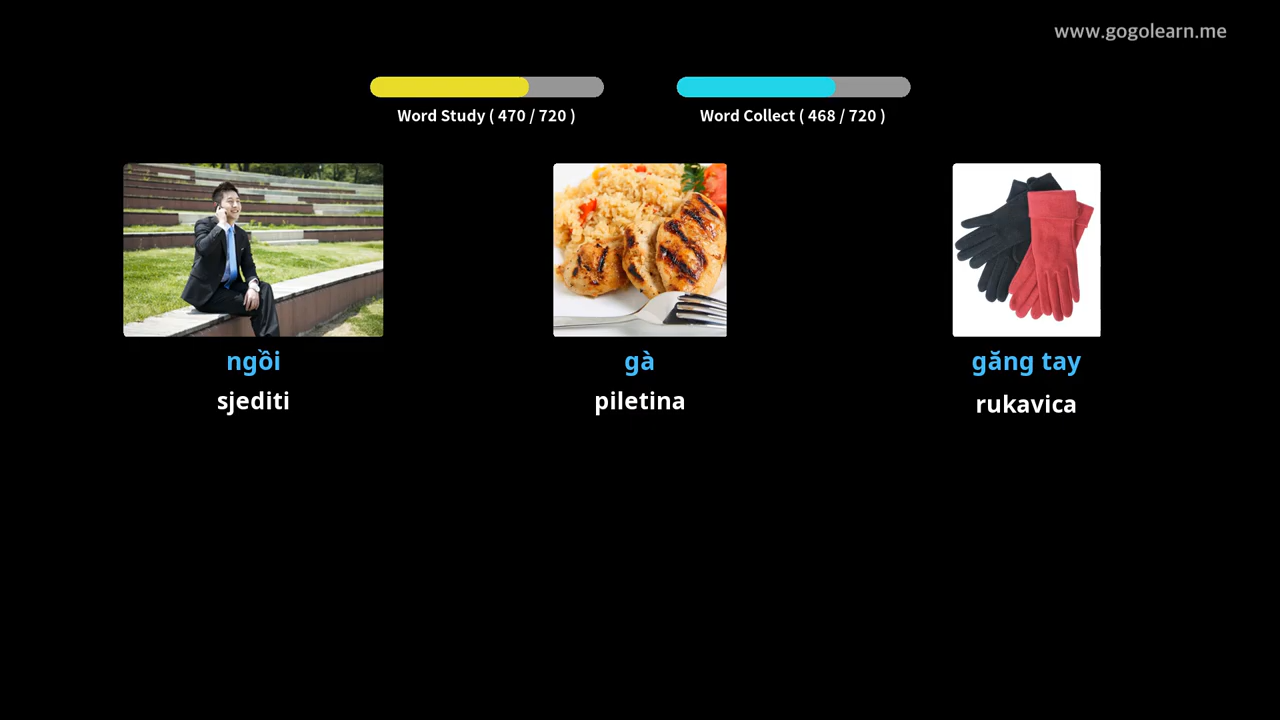 www.gogolearn.me
Word Study ( 470 / 720 )
Word Collect ( 468 / 720 )
ngồi
gà
găng tay
sjediti
piletina
rukavica